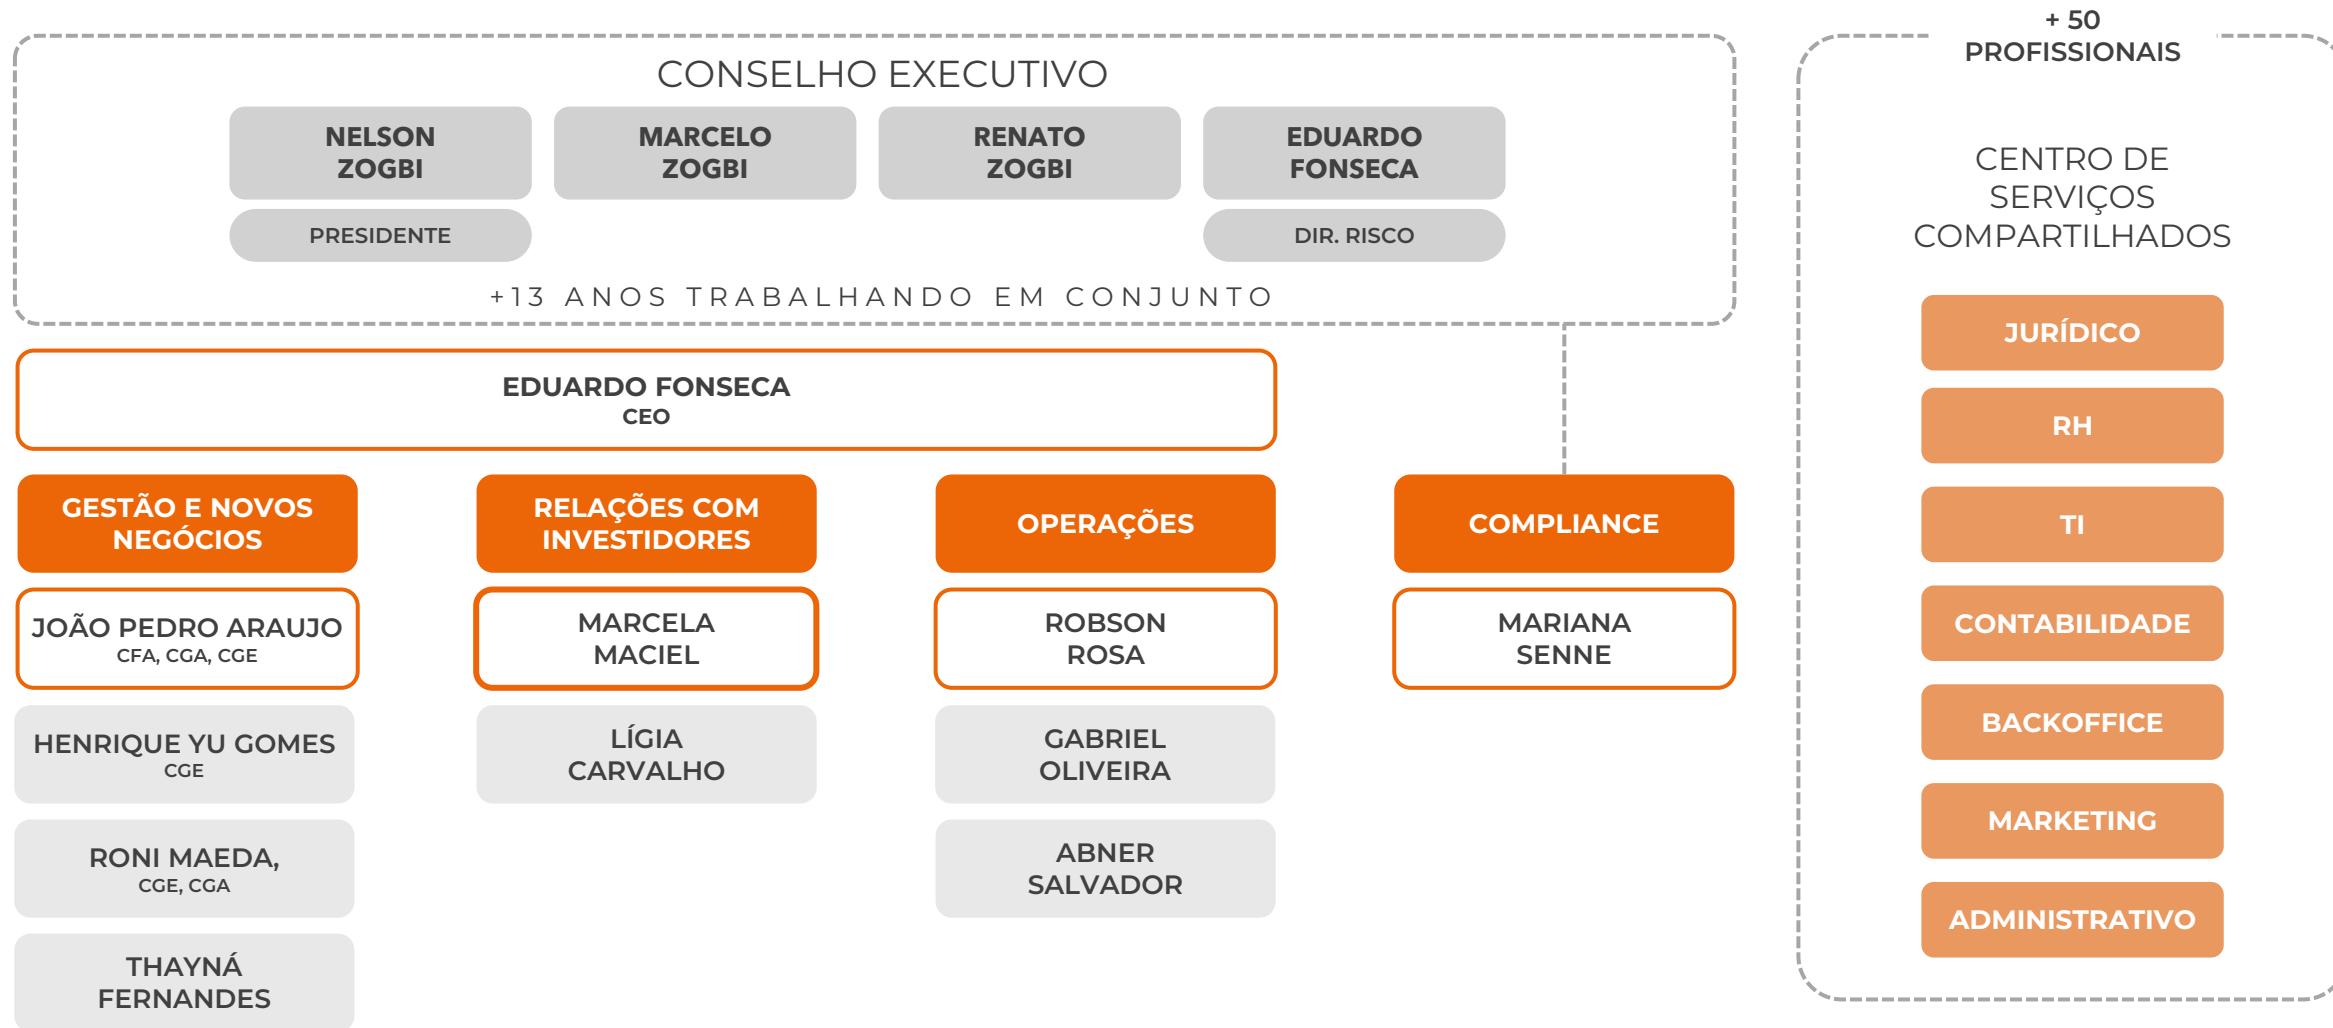 CONSELHO EXECUTIVO
NELSON
ZOGBI
PRESIDENTE
MARCELO
ZOGBI
RENATO
ZOGBI
EDUARDO
FONSECA
DIR. RISCO
+13 ANOS TRABALHANDO EM CONJUNTO
EDUARDO FONSECA
CEO
GESTÃO E NOVOS
NEGÓCIOS
JOÃO PEDRO ARAUJO
CFA, CGA, CGE
HENRIQUE YU GOMES
CGE
RONI MAEDA,
CGE, CGA
THAYNÁ
FERNANDES
RELAÇÕES COM
INVESTIDORES
MARCELA
MACIEL
LÍGIA
CARVALHO
OPERAÇÕES
ROBSON
ROSA
GABRIEL
OLIVEIRA
ABNER
SALVADOR
COMPLIANCE
MARIANA
SENNE
+ 50
PROFISSIONAIS
CENTRO DE
SERVIÇOS
COMPARTILHADOS
JURÍDICO
RH
TI
CONTABILIDADE
BACKOFFICE
MARKETING
ADMINISTRATIVO